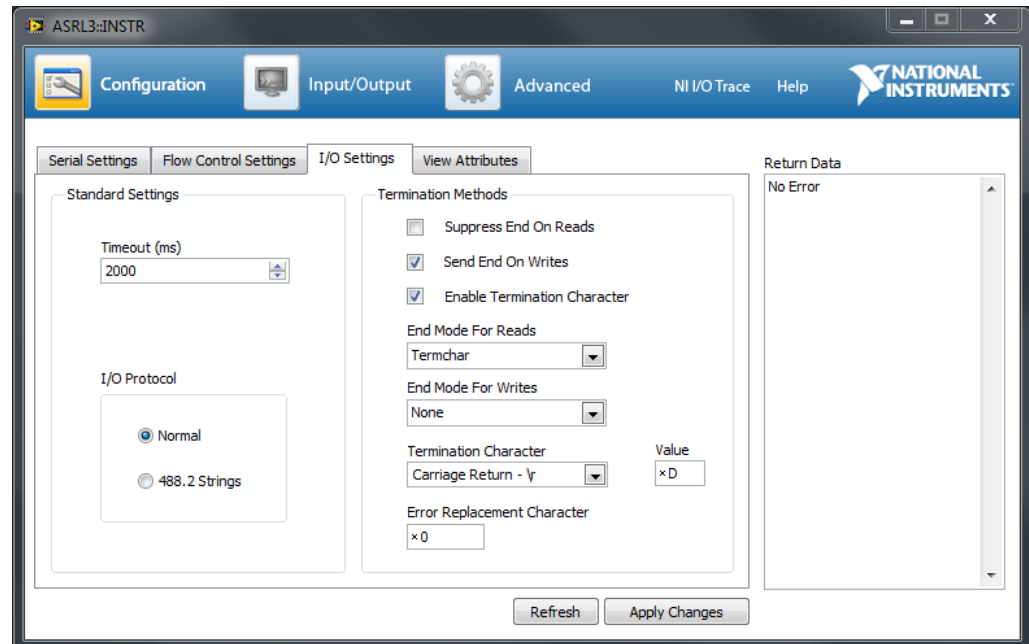 ASRL3::INSTR
Configuration
Input/Output
Advanced
NI I/O Trace
Help
NATIONAL
INSTRUMENTS™
Serial Settings
Flow Control Settings
I/O Settings
View Attributes
Return Data
No Error
Standard Settings
Timeout (ms)
2000
I/O Protocol
Normal
488.2 Strings
Termination Methods
Suppress End On Reads
Send End On Writes
Enable Termination Character
End Mode For Reads
Termchar
End Mode For Writes
None
Termination Character
Carriage Return - \r
Value
×D
Error Replacement Character
×0
Refresh
Apply Changes